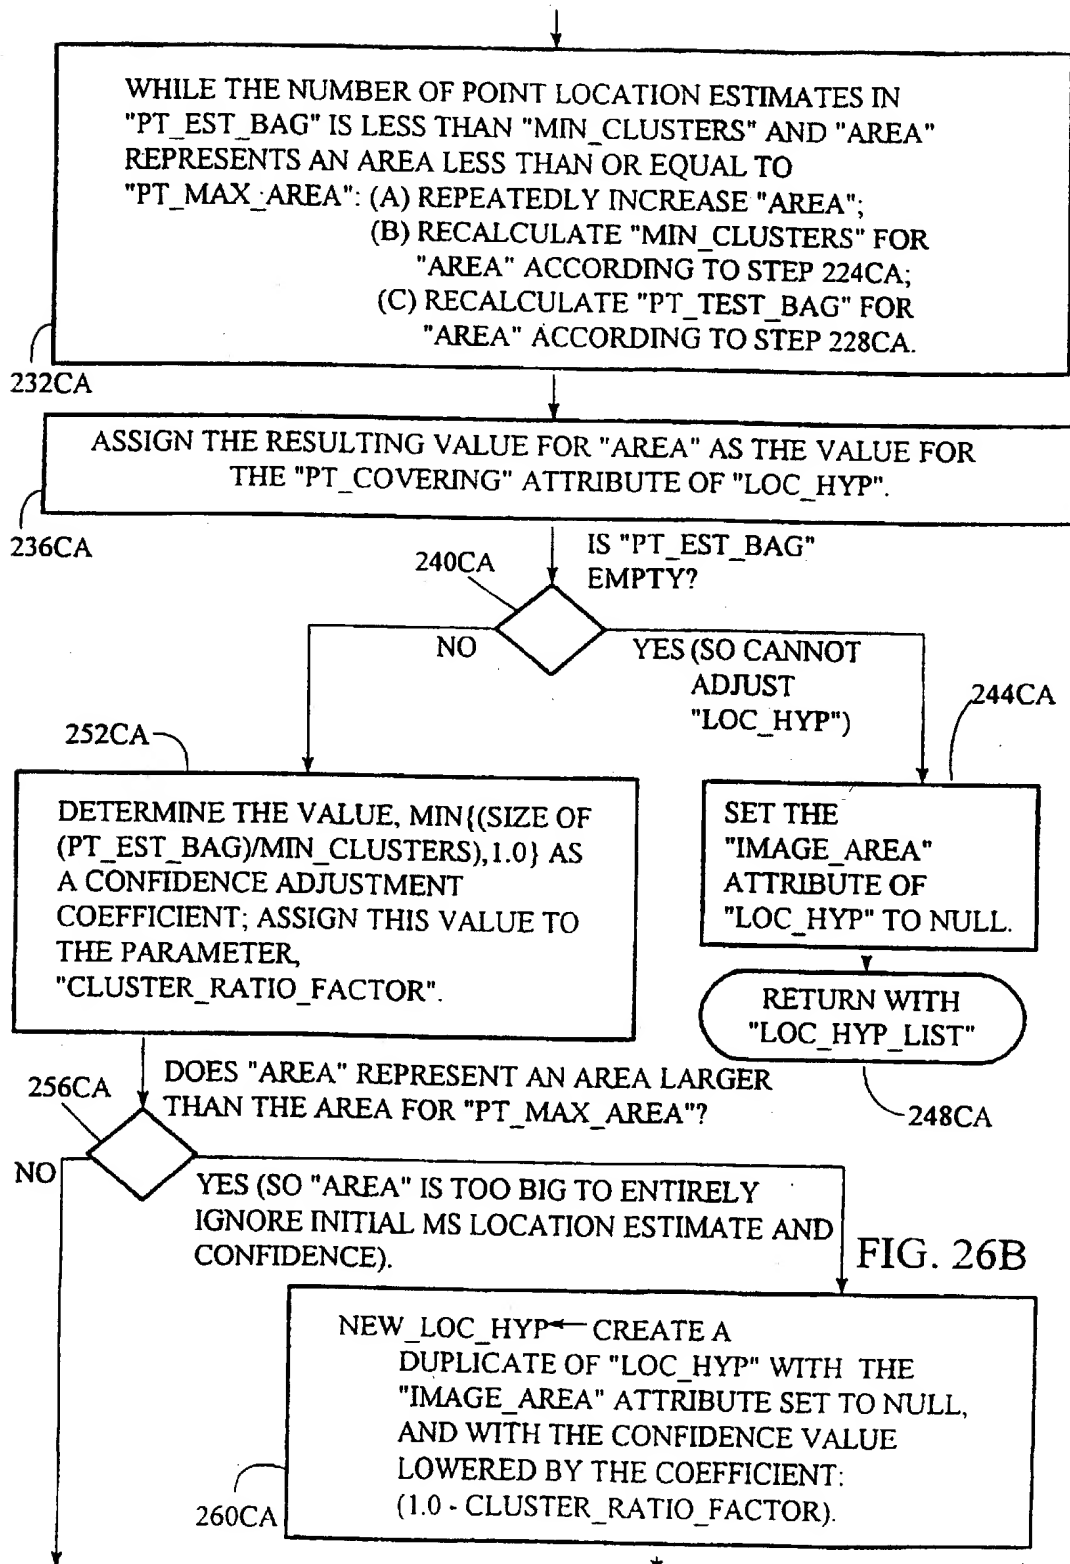 WHILE THE NUMBER OF POINT LOCATION ESTIMATES IN
"PT_EST_BAG" IS LESS THAN "MIN_CLUSTERS" AND "AREA"
REPRESENTS AN AREA LESS THAN OR EQUAL TO
"PT_MAX_AREA": (A) REPEATEDLY INCREASE "AREA";
(B) RECALCULATE "MIN_CLUSTERS" FOR
"AREA" ACCORDING TO STEP 224CA;
(C) RECALCULATE "PT_TEST_BAG" FOR
"AREA" ACCORDING TO STEP 228CA.
232CA
ASSIGN THE RESULTING VALUE FOR "AREA" AS THE VALUE FOR
THE "PT_COVERING" ATTRIBUTE OF "LOC_HYP".
236CA
IS "PT_EST_BAG"
EMPTY?
240CA
NO
YES (SO CANNOT
ADJUST
"LOC_HYP")
244CA
252CA
DETERMINE THE VALUE, MIN{(SIZE OF
(PT_EST_BAG)/MIN_CLUSTERS),1.0} AS
A CONFIDENCE ADJUSTMENT
COEFFICIENT; ASSIGN THIS VALUE TO
THE PARAMETER,
"CLUSTER_RATIO_FACTOR".
SET THE
"IMAGE_AREA"
ATTRIBUTE OF
"LOC_HYP" TO NULL.
RETURN WITH
"LOC_HYP_LIST"
248CA
DOES "AREA" REPRESENT AN AREA LARGER
THAN THE AREA FOR "PT_MAX_AREA"?
256CA
NO
YES (SO "AREA" IS TOO BIG TO ENTIRELY
IGNORE INITIAL MS LOCATION ESTIMATE AND
CONFIDENCE).
FIG. 26B
NEW_LOC_HYP ← CREATE A
DUPLICATE OF "LOC_HYP" WITH THE
"IMAGE_AREA" ATTRIBUTE SET TO NULL,
AND WITH THE CONFIDENCE VALUE
LOWERED BY THE COEFFICIENT:
(1.0 - CLUSTER_RATIO_FACTOR).
260CA